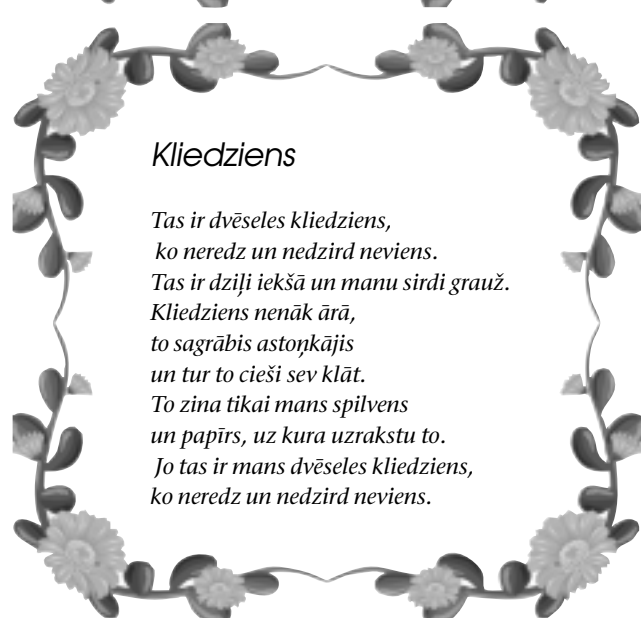 Kliedziens
Tas ir dvēseles kliedziens,
ko neredz un nedzird neviens.
Tas ir dziļi iekšā un manu sirdi grauž.
Kliedziens nenāk ārā,
to sagrābis astoņkājis
un tur to cieši sev klāt.
To zina tikai mans spilvens
un papīrs, uz kura uzrakstu to.
Jo tas ir mans dvēseles kliedziens,
ko neredz un nedzird neviens.